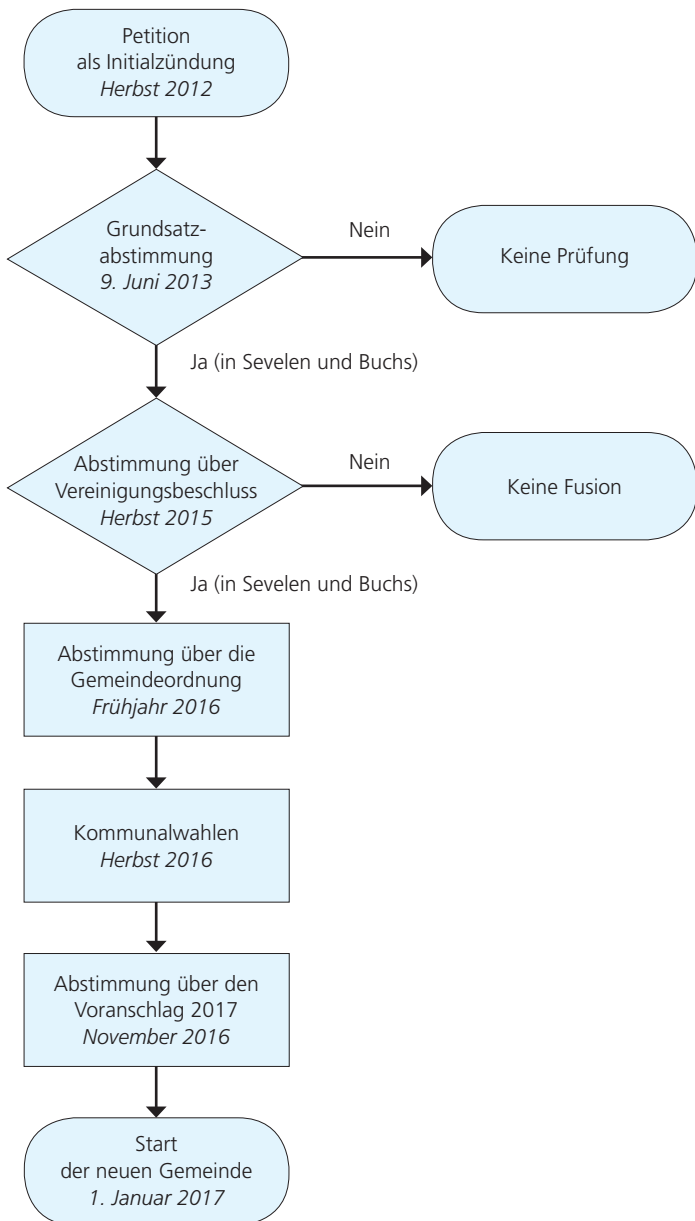 Petition
als Initialzündung
Herbst 2012
Grundsatz-
abstimmung
9. Juni 2013
Nein
Keine Prüfung
Ja (in Sevelen und Buchs)
Abstimmung über
Vereinigungsbeschluss
Herbst 2015
Nein
Keine Fusion
Ja (in Sevelen und Buchs)
Abstimmung über die
Gemeindeordnung
Frühjahr 2016
Kommunalwahlen
Herbst 2016
Abstimmung über den
Voranschlag 2017
November 2016
Start
der neuen Gemeinde
1. Januar 2017